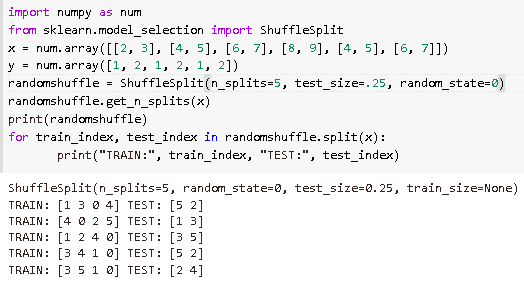 import numpy as num
from sklearn.model_selection import ShuffleSplit
x = num.array([[2, 3], [4, 5], [6, 7], [8, 9], [4, 5], [6, 7]])
y = num.array([1, 2, 1, 2, 1, 2])
randomshuffle = ShuffleSplit(n_splits=5, test_size=.25, random_state=0)
randomshuffle.get_n_splits(x)
print(randomshuffle)
for train_index, test_index in randomshuffle.split(x):
        print("TRAIN:", train_index, "TEST:", test_index)
ShuffleSplit(n_splits=5, random_state=0, test_size=0.25, train_size=None)
TRAIN: [1 3 0 4] TEST: [5 2]
TRAIN: [4 0 2 5] TEST: [1 3]
TRAIN: [1 2 4 0] TEST: [3 5]
TRAIN: [3 4 1 0] TEST: [5 2]
TRAIN: [3 5 1 0] TEST: [2 4]